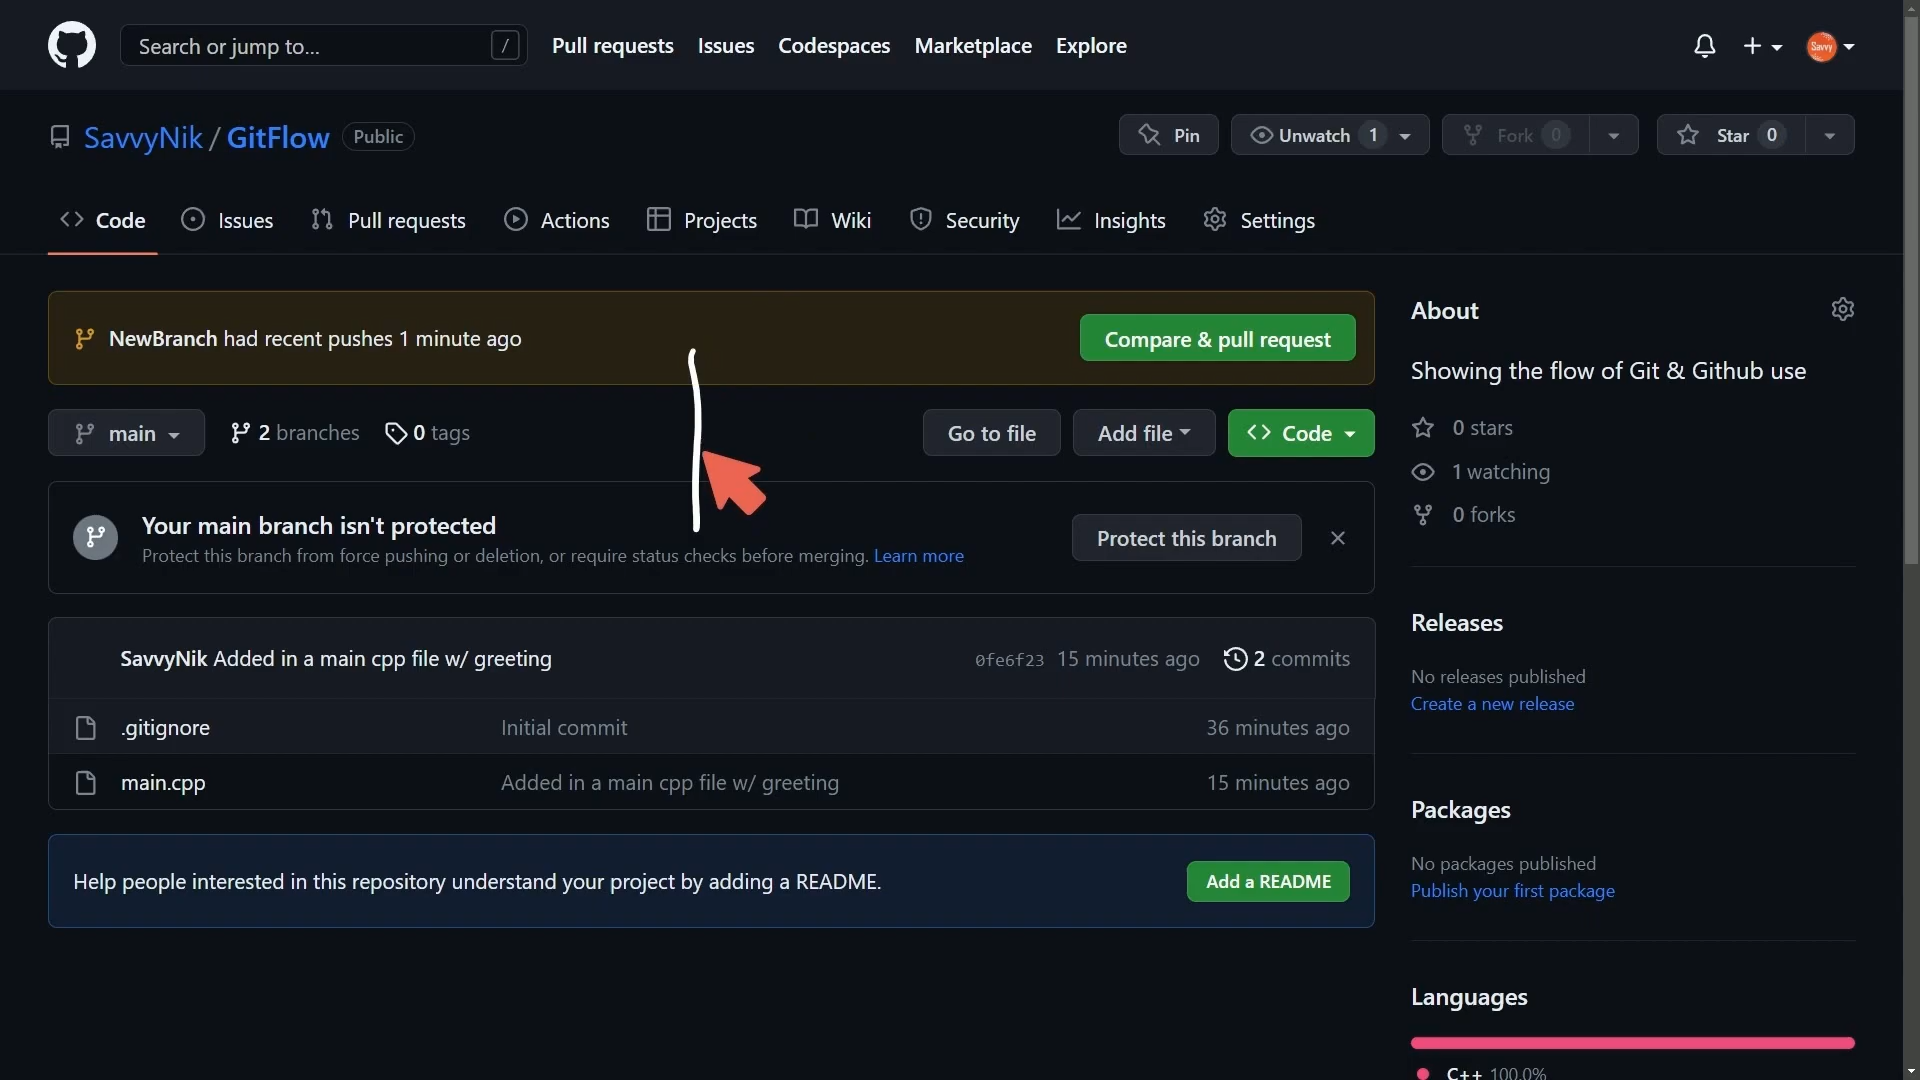 Search or jump to... /
Pull requests Issues Codespaces Marketplace Explore
Savvy
SavvyNik / GitFlow Public
Pin Unwatch 1 Fork 0 Star 0
Code Issues Pull requests Actions Projects Wiki Security Insights Settings
NewBranch had recent pushes 1 minute ago
Compare & pull request
main 2 branches 0 tags
Go to file Add file Code
Your main branch isn't protected
Protect this branch from force pushing or deletion, or require status checks before merging. Learn more
Protect this branch
SavvyNik Added in a main cpp file w/ greeting 0fe6f23 15 minutes ago 2 commits
.gitignore Initial commit 36 minutes ago
main.cpp Added in a main cpp file w/ greeting 15 minutes ago
Help people interested in this repository understand your project by adding a README.
Add a README
About
Showing the flow of Git & Github use
0 stars
1 watching
0 forks
Releases
No releases published
Create a new release
Packages
No packages published
Publish your first package
Languages
C++ 100.0%